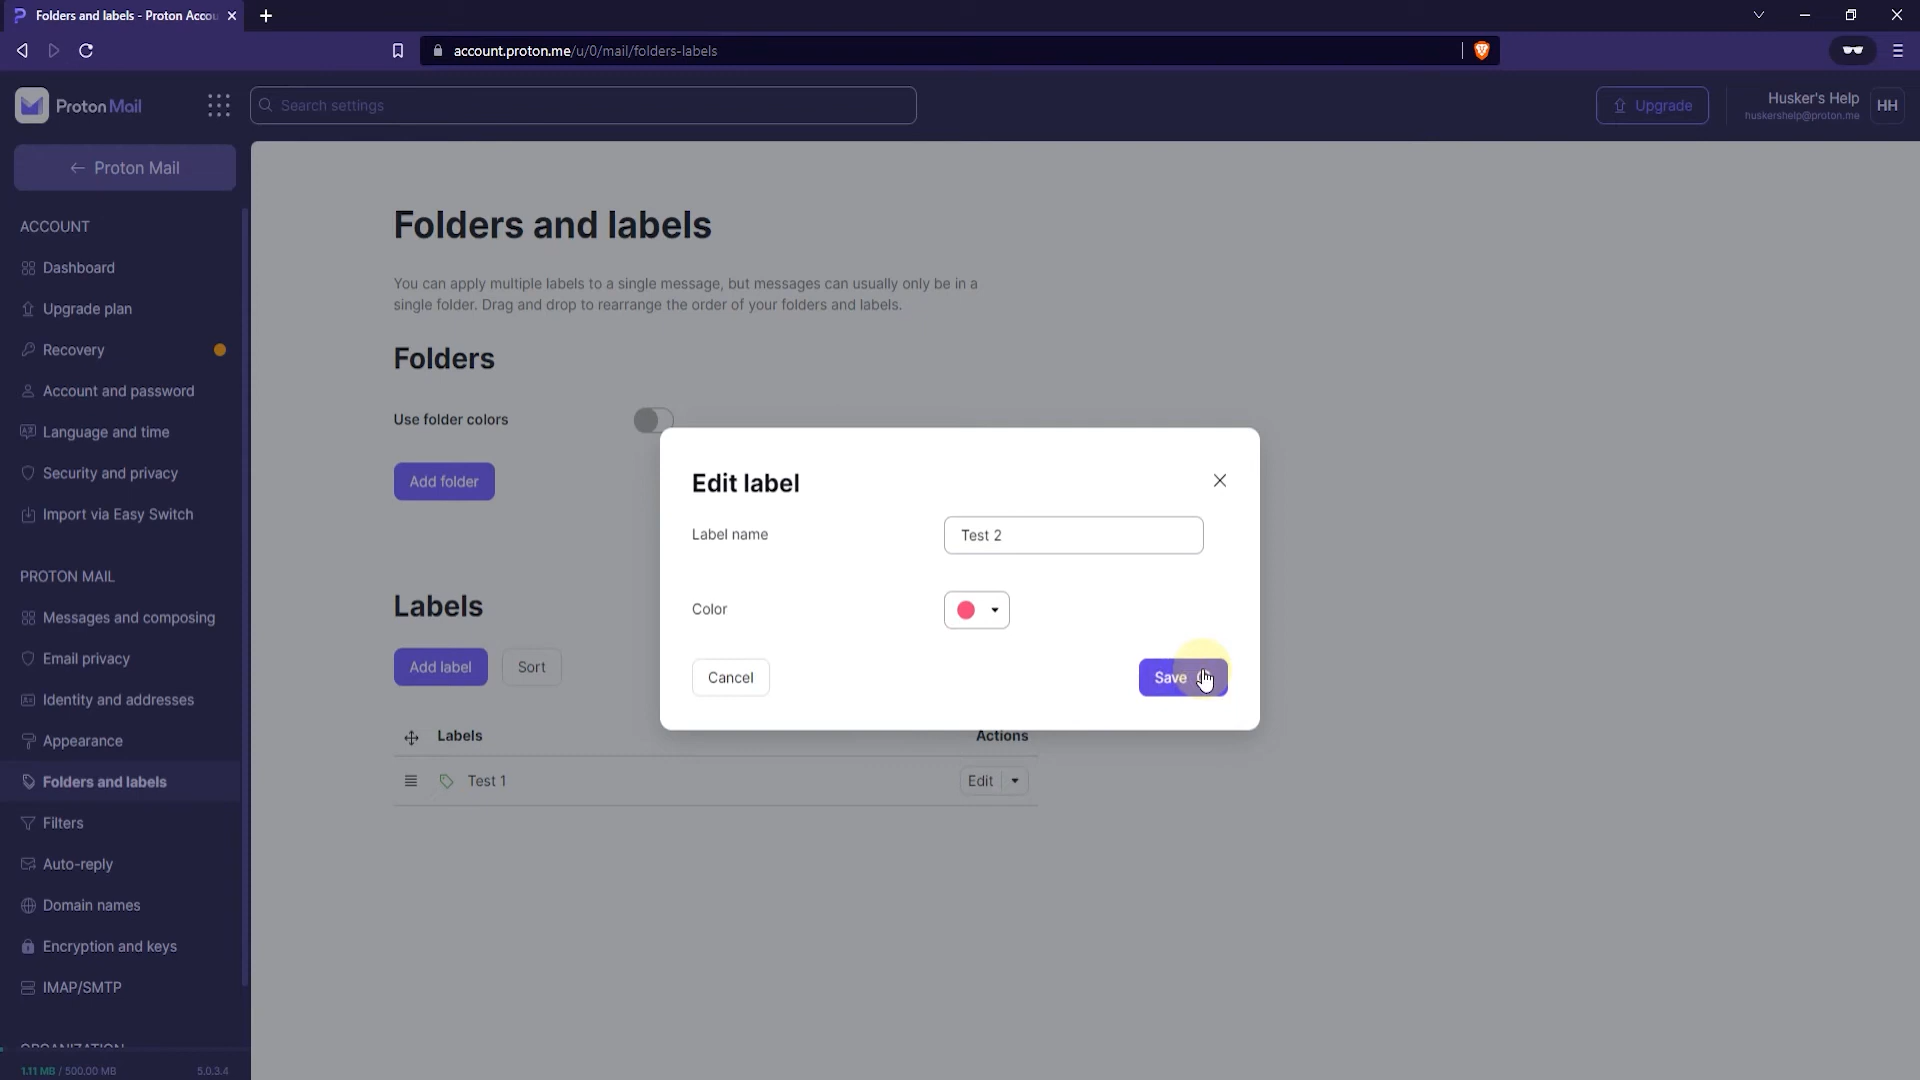 Folders and labels - Proton Accou
account.proton.me/u/0/mail/folders-labels
Proton Mail
Search settings
Upgrade
Husker's Help
huskershelp@proton.me
HH
Proton Mail
ACCOUNT
Dashboard
Upgrade plan
Recovery
Account and password
Language and time
Security and privacy
Import via Easy Switch
PROTON MAIL
Messages and composing
Email privacy
Identity and addresses
Appearance
Folders and labels
Filters
Auto-reply
Domain names
Encryption and keys
IMAP/SMTP
ORGANIZATION
1.11 MB / 500.00 MB
5.0.3.4
Folders and labels
You can apply multiple labels to a single message, but messages can usually only be in a
single folder. Drag and drop to rearrange the order of your folders and labels.
Folders
Use folder colors
Add folder
Labels
Add label
Sort
Labels
Actions
Test 1
Edit
Edit label
Label name
Test 2
Color
Cancel
Save